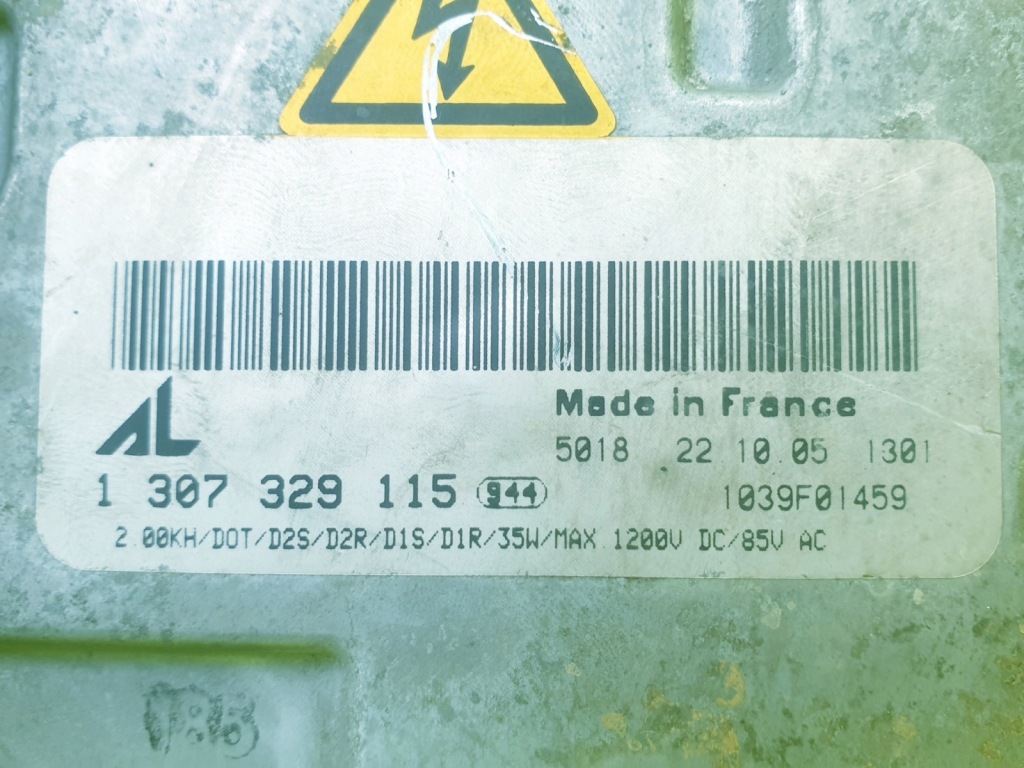 AL
Made in France
5018 22 10 05 1301
1 307 329 115 944
1039F01459
2.00KH/DOT/D2S/D2R/D1S/D1R/35W/MAX 1200V DC/85V AC